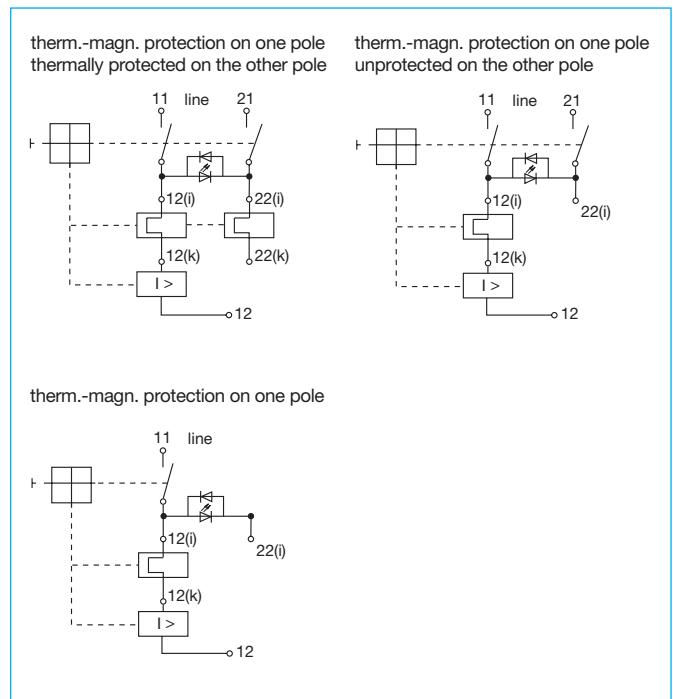 therm.-magn. protection on one pole
thermally protected on the other pole
11 line 21
12(i) 22(i)
12(k) 22(k)
I >
12
therm.-magn. protection on one pole
unprotected on the other pole
11 line 21
12(i)
22(i)
12(k)
I >
12
therm.-magn. protection on one pole
11 line
12(i)
22(i)
12(k)
I >
12